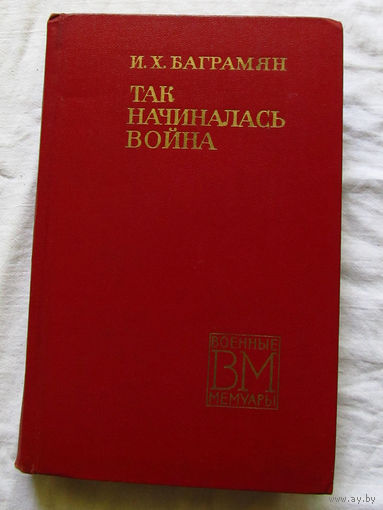 И. Х. БАГРАМЯН
ТАК
НАЧИНАЛАСЬ
ВОЙНА
ВОЕННЫЕ
ВМ
МЕМУАРЫ
www.ay.by